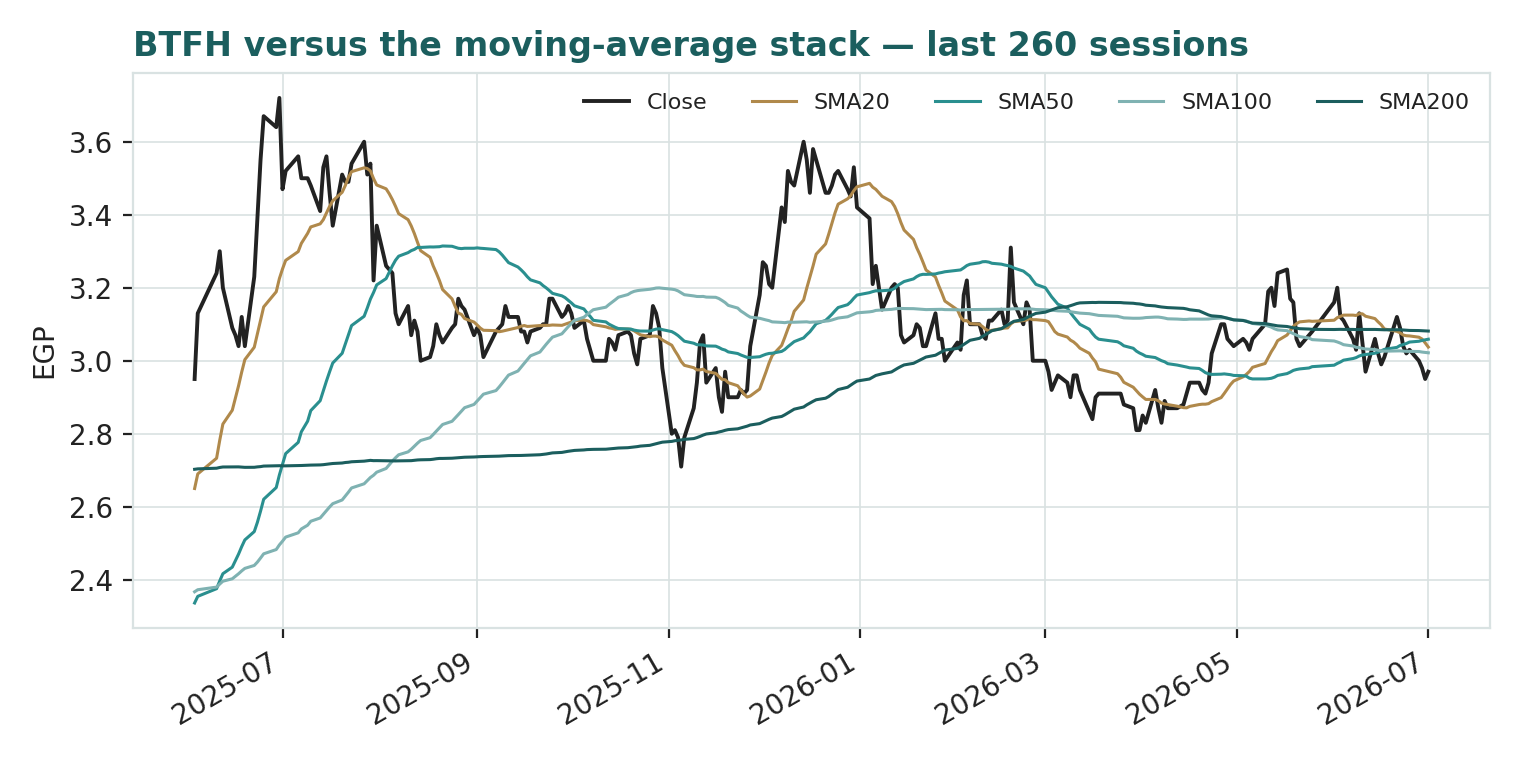 BTFH versus the moving-average stack — last 260 sessions
Close SMA20 SMA50 SMA100 SMA200
EGP
3.6
3.4
3.2
3.0
2.8
2.6
2.4
2025-07 2025-09 2025-11 2026-01 2026-03 2026-05 2026-07